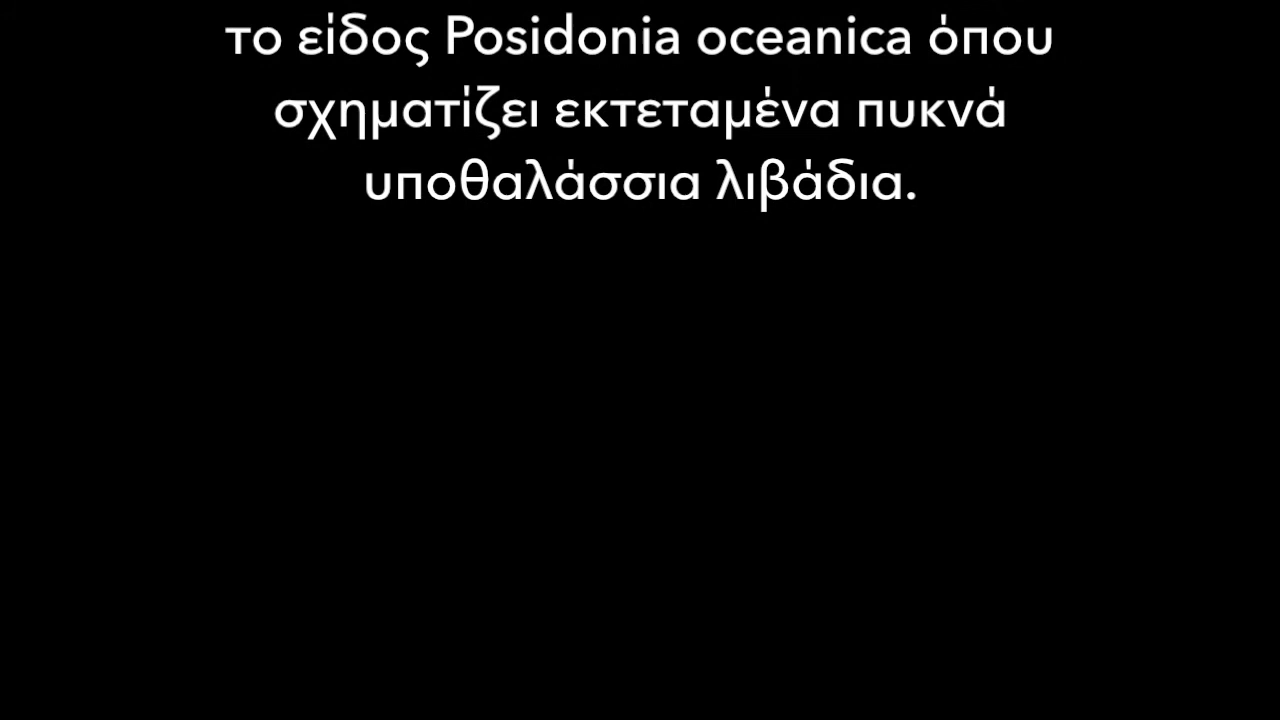 το είδος Posidonia oceanica όπου
σχηματίζει εκτεταμένα πυκνά
υποθαλάσσια λιβάδια.